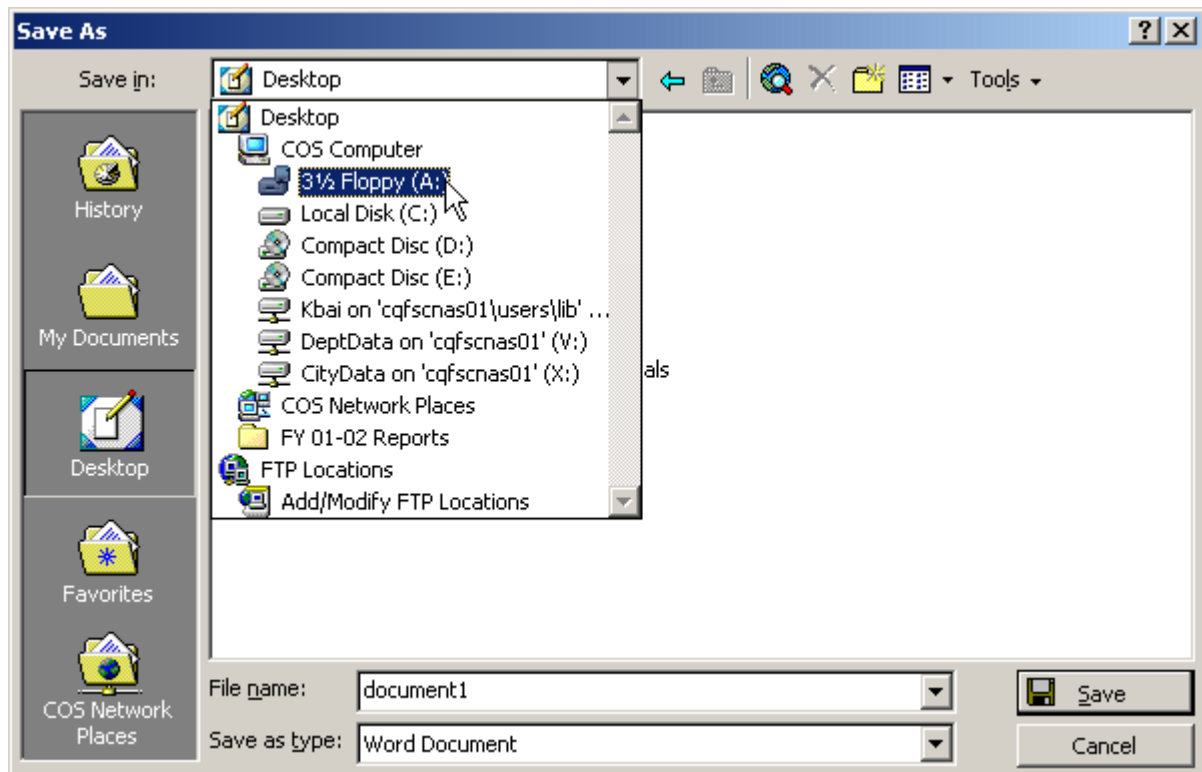 Save As
Save in: Desktop Tools
Desktop
COS Computer
3½ Floppy (A:)
Local Disk (C:)
Compact Disc (D:)
Compact Disc (E:)
Kbai on 'cqfscnas01\users\lib' ...
DeptData on 'cqfscnas01' (V:)
CityData on 'cqfscnas01' (X:)
COS Network Places
FY 01-02 Reports
FTP Locations
Add/Modify FTP Locations
als
History
My Documents
Desktop
Favorites
COS Network
Places
File name: document1 Save
Save as type: Word Document Cancel